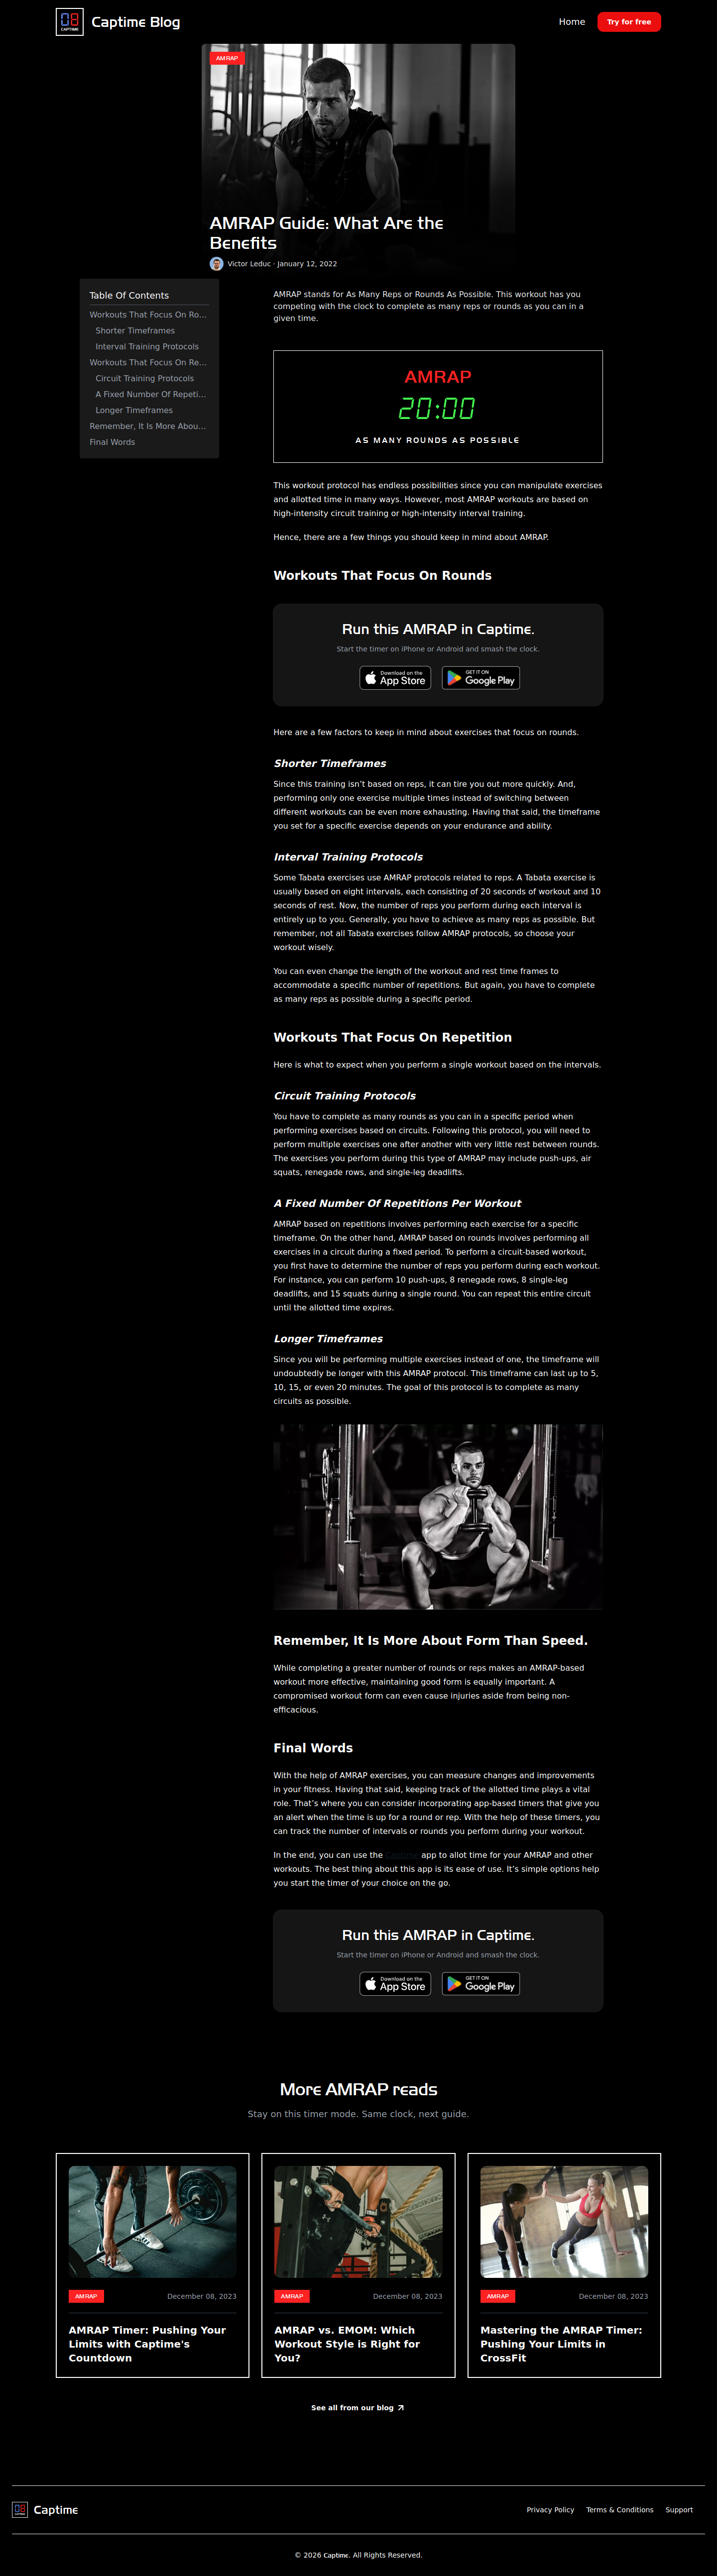 08
CAPTIME
Captime Blog
Home
Try for free
AMRAP
AMRAP Guide: What Are the
Benefits
Victor Leduc · January 12, 2022
Table Of Contents
Workouts That Focus On Ro...
Shorter Timeframes
Interval Training Protocols
Workouts That Focus On Re...
Circuit Training Protocols
A Fixed Number Of Repeti...
Longer Timeframes
Remember, It Is More Abou...
Final Words
AMRAP stands for As Many Reps or Rounds As Possible. This workout has you
competing with the clock to complete as many reps or rounds as you can in a
given time.
AMRAP
20:00
AS MANY ROUNDS AS POSSIBLE
This workout protocol has endless possibilities since you can manipulate exercises
and allotted time in many ways. However, most AMRAP workouts are based on
high-intensity circuit training or high-intensity interval training.
Hence, there are a few things you should keep in mind about AMRAP.
Workouts That Focus On Rounds
Run this AMRAP in Captime.
Start the timer on iPhone or Android and smash the clock.
Download on the
App Store
GET IT ON
Google Play
Here are a few factors to keep in mind about exercises that focus on rounds.
Shorter Timeframes
Since this training isn't based on reps, it can tire you out more quickly. And,
performing only one exercise multiple times instead of switching between
different workouts can be even more exhausting. Having that said, the timeframe
you set for a specific exercise depends on your endurance and ability.
Interval Training Protocols
Some Tabata exercises use AMRAP protocols related to reps. A Tabata exercise is
usually based on eight intervals, each consisting of 20 seconds of workout and 10
seconds of rest. Now, the number of reps you perform during each interval is
entirely up to you. Generally, you have to achieve as many reps as possible. But
remember, not all Tabata exercises follow AMRAP protocols, so choose your
workout wisely.
You can even change the length of the workout and rest time frames to
accommodate a specific number of repetitions. But again, you have to complete
as many reps as possible during a specific period.
Workouts That Focus On Repetition
Here is what to expect when you perform a single workout based on the intervals.
Circuit Training Protocols
You have to complete as many rounds as you can in a specific period when
performing exercises based on circuits. Following this protocol, you will need to
perform multiple exercises one after another with very little rest between rounds.
The exercises you perform during this type of AMRAP may include push-ups, air
squats, renegade rows, and single-leg deadlifts.
A Fixed Number Of Repetitions Per Workout
AMRAP based on repetitions involves performing each exercise for a specific
timeframe. On the other hand, AMRAP based on rounds involves performing all
exercises in a circuit during a fixed period. To perform a circuit-based workout,
you first have to determine the number of reps you perform during each workout.
For instance, you can perform 10 push-ups, 8 renegade rows, 8 single-leg
deadlifts, and 15 squats during a single round. You can repeat this entire circuit
until the allotted time expires.
Longer Timeframes
Since you will be performing multiple exercises instead of one, the timeframe will
undoubtedly be longer with this AMRAP protocol. This timeframe can last up to 5,
10, 15, or even 20 minutes. The goal of this protocol is to complete as many
circuits as possible.
Remember, It Is More About Form Than Speed.
While completing a greater number of rounds or reps makes an AMRAP-based
workout more effective, maintaining good form is equally important. A
compromised workout form can even cause injuries aside from being non-
efficacious.
Final Words
With the help of AMRAP exercises, you can measure changes and improvements
in your fitness. Having that said, keeping track of the allotted time plays a vital
role. That's where you can consider incorporating app-based timers that give you
an alert when the time is up for a round or rep. With the help of these timers, you
can track the number of intervals or rounds you perform during your workout.
In the end, you can use the Captime app to allot time for your AMRAP and other
workouts. The best thing about this app is its ease of use. It's simple options help
you start the timer of your choice on the go.
Run this AMRAP in Captime.
Start the timer on iPhone or Android and smash the clock.
Download on the
App Store
GET IT ON
Google Play
More AMRAP reads
Stay on this timer mode. Same clock, next guide.
AMRAP
December 08, 2023
AMRAP Timer: Pushing Your
Limits with Captime's
Countdown
AMRAP
December 08, 2023
AMRAP vs. EMOM: Which
Workout Style is Right for
You?
AMRAP
December 08, 2023
Mastering the AMRAP Timer:
Pushing Your Limits in
CrossFit
See all from our blog
08
Captime
Privacy Policy
Terms & Conditions
Support
© 2026 Captime. All Rights Reserved.